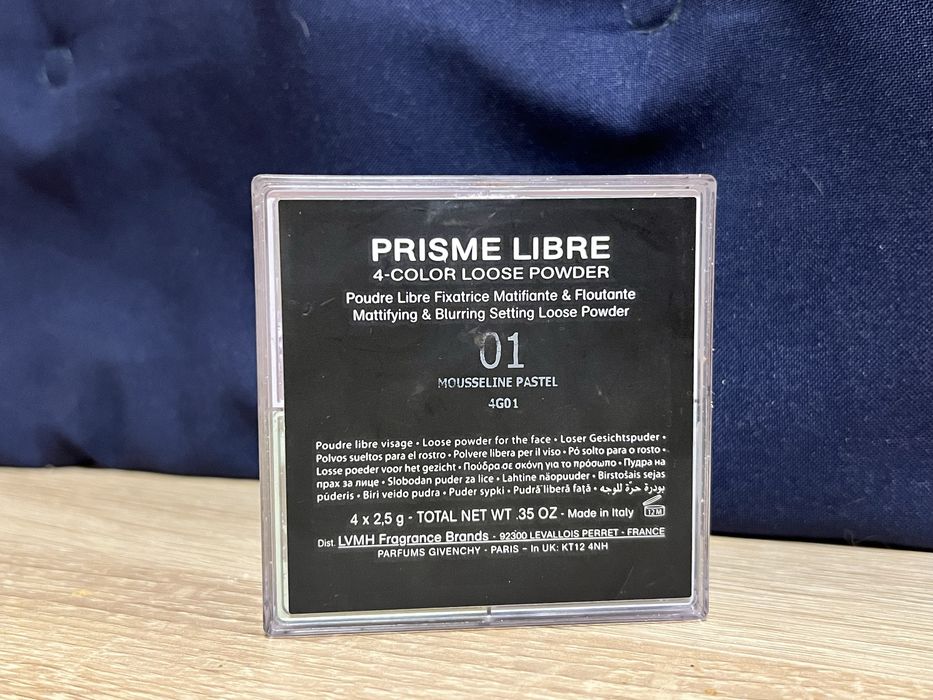 PRISME LIBRE
4-COLOR LOOSE POWDER
Poudre Libre Fixatrice Matifiante & Floutante
Mattifying & Blurring Setting Loose Powder
01
MOUSSELINE PASTEL
4G01
Poudre libre visage • Loose powder for the face • Loser Gesichtspuder •
Polvos sueltos para el rostro • Polvere libera per il viso • Pó solto para o rosto •
Losse poeder voor het gezicht • Πούδρα σε σκόνη για το πρόσωπο • Пудра на
прах за лице • Slobodan puder za lice • Lahtine näopuuder • Birstošais sejas
pūderis • Biri veido pudra • Puder sypki • Pudră liberă față • بودرة حرّة للوجه
4 x 2,5 g - TOTAL NET WT .35 OZ - Made in Italy 12 M
Dist. LVMH Fragrance Brands - 92300 LEVALLOIS PERRET - FRANCE
PARFUMS GIVENCHY - PARIS – In UK: KT12 4NH